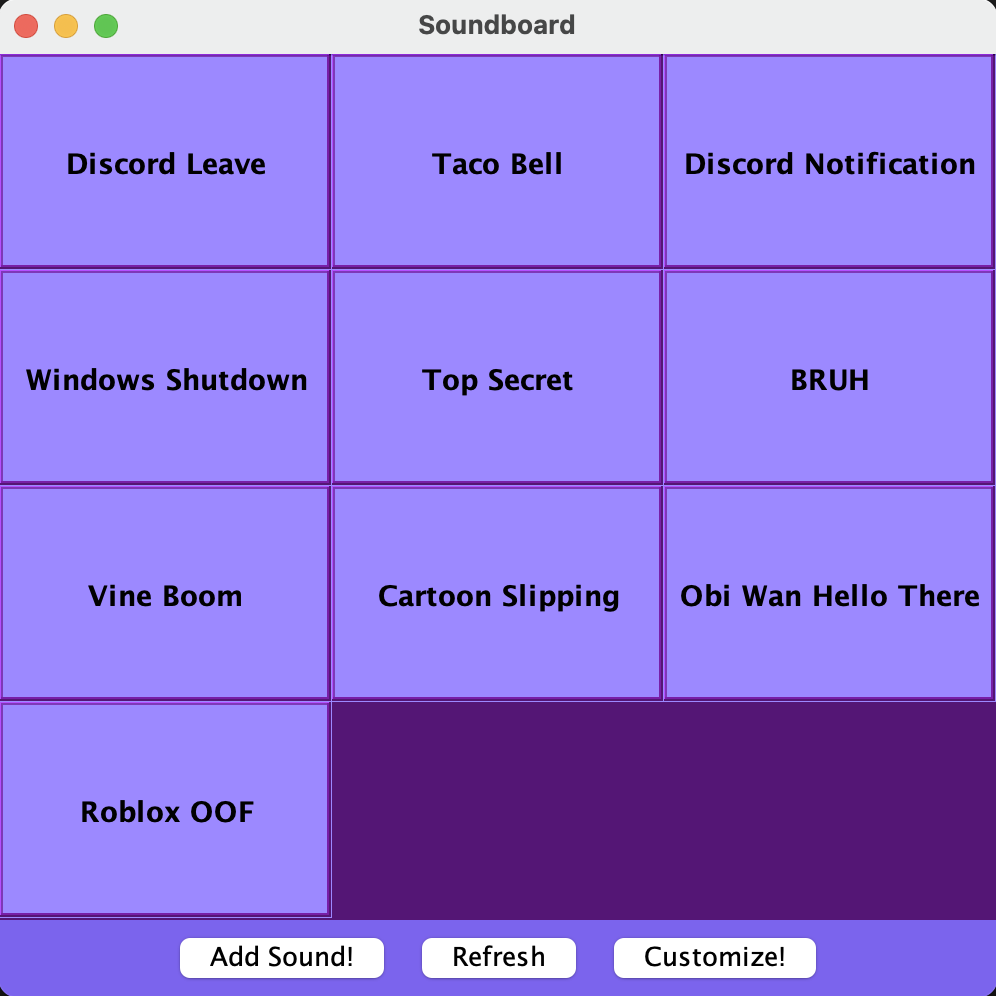 Soundboard
Discord Leave
Taco Bell
Discord Notification
Windows Shutdown
Top Secret
BRUH
Vine Boom
Cartoon Slipping
Obi Wan Hello There
Roblox OOF
Add Sound!
Refresh
Customize!